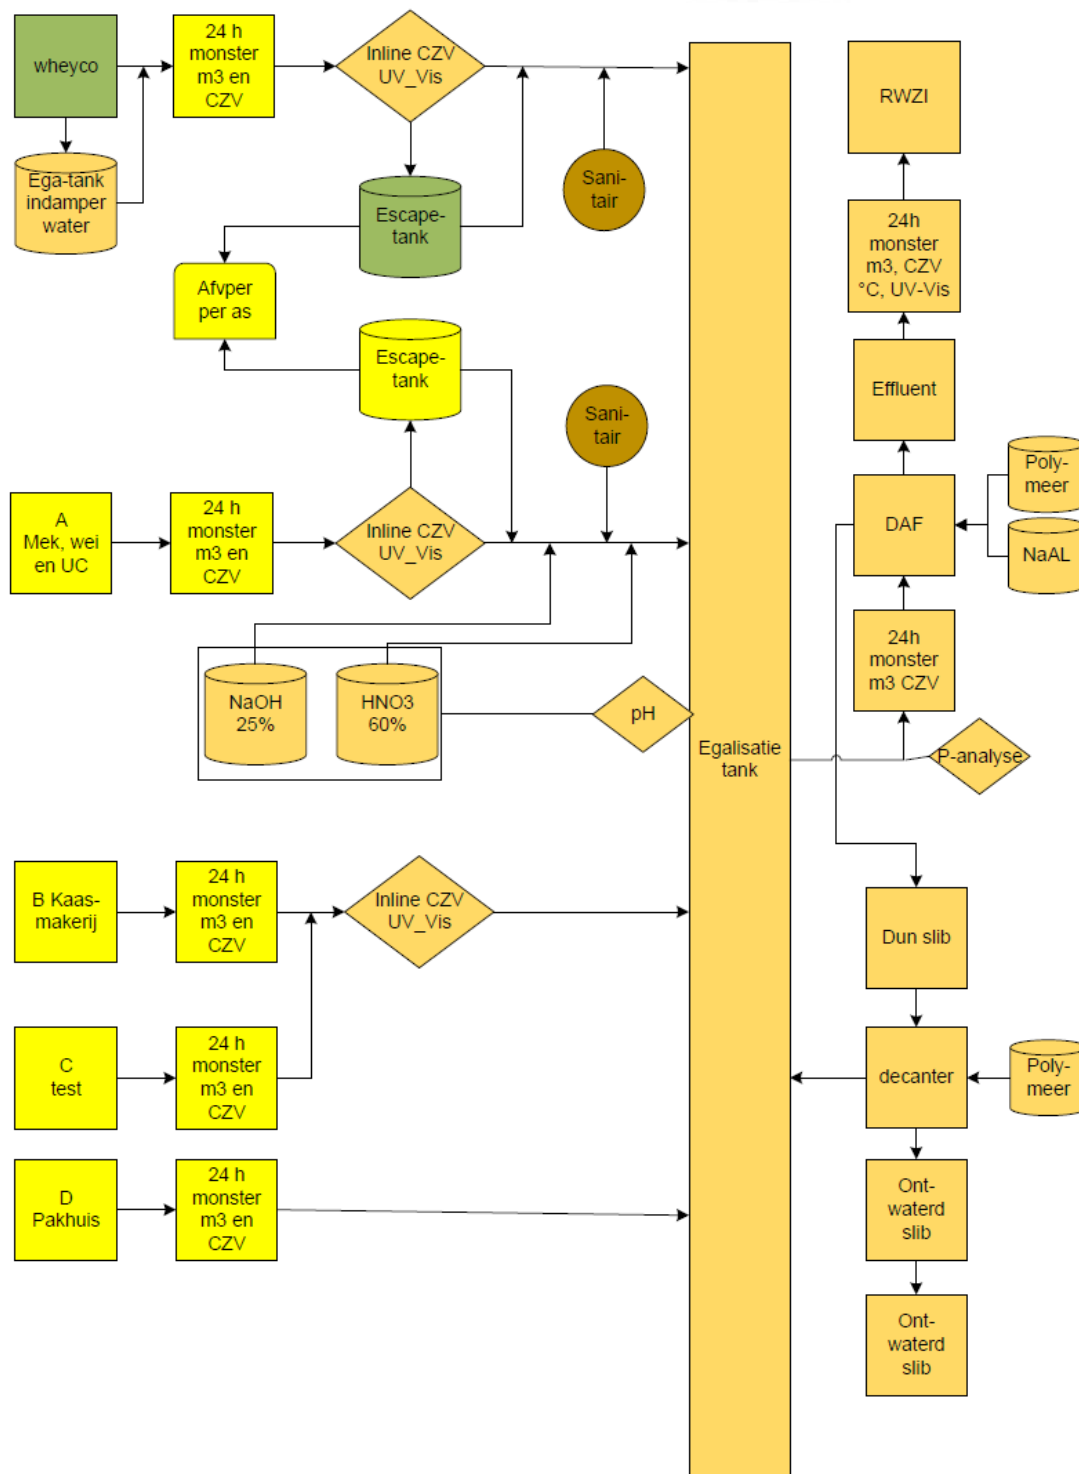 wheyco
24 h
monster
m3 en
CZV
Inline CZV
UV_Vis
Ega-tank
indamper
water
Escape-
tank
Sani-
tair
Afvper
per as
Escape-
tank
Sani-
tair
A
Mek, wei
en UC
24 h
monster
m3 en
CZV
Inline CZV
UV_Vis
NaOH
25%
HNO3
60%
pH
Egalisatie
tank
B Kaas-
makerij
24 h
monster
m3 en
CZV
Inline CZV
UV_Vis
C
test
24 h
monster
m3 en
CZV
D
Pakhuis
24 h
monster
m3 en
CZV
RWZI
24h
monster
m3, CZV
°C, UV-Vis
Effluent
DAF
Poly-
meer
NaAL
24h
monster
m3 CZV
P-analyse
Dun slib
decanter
Poly-
meer
Ont-
waterd
slib
Ont-
waterd
slib